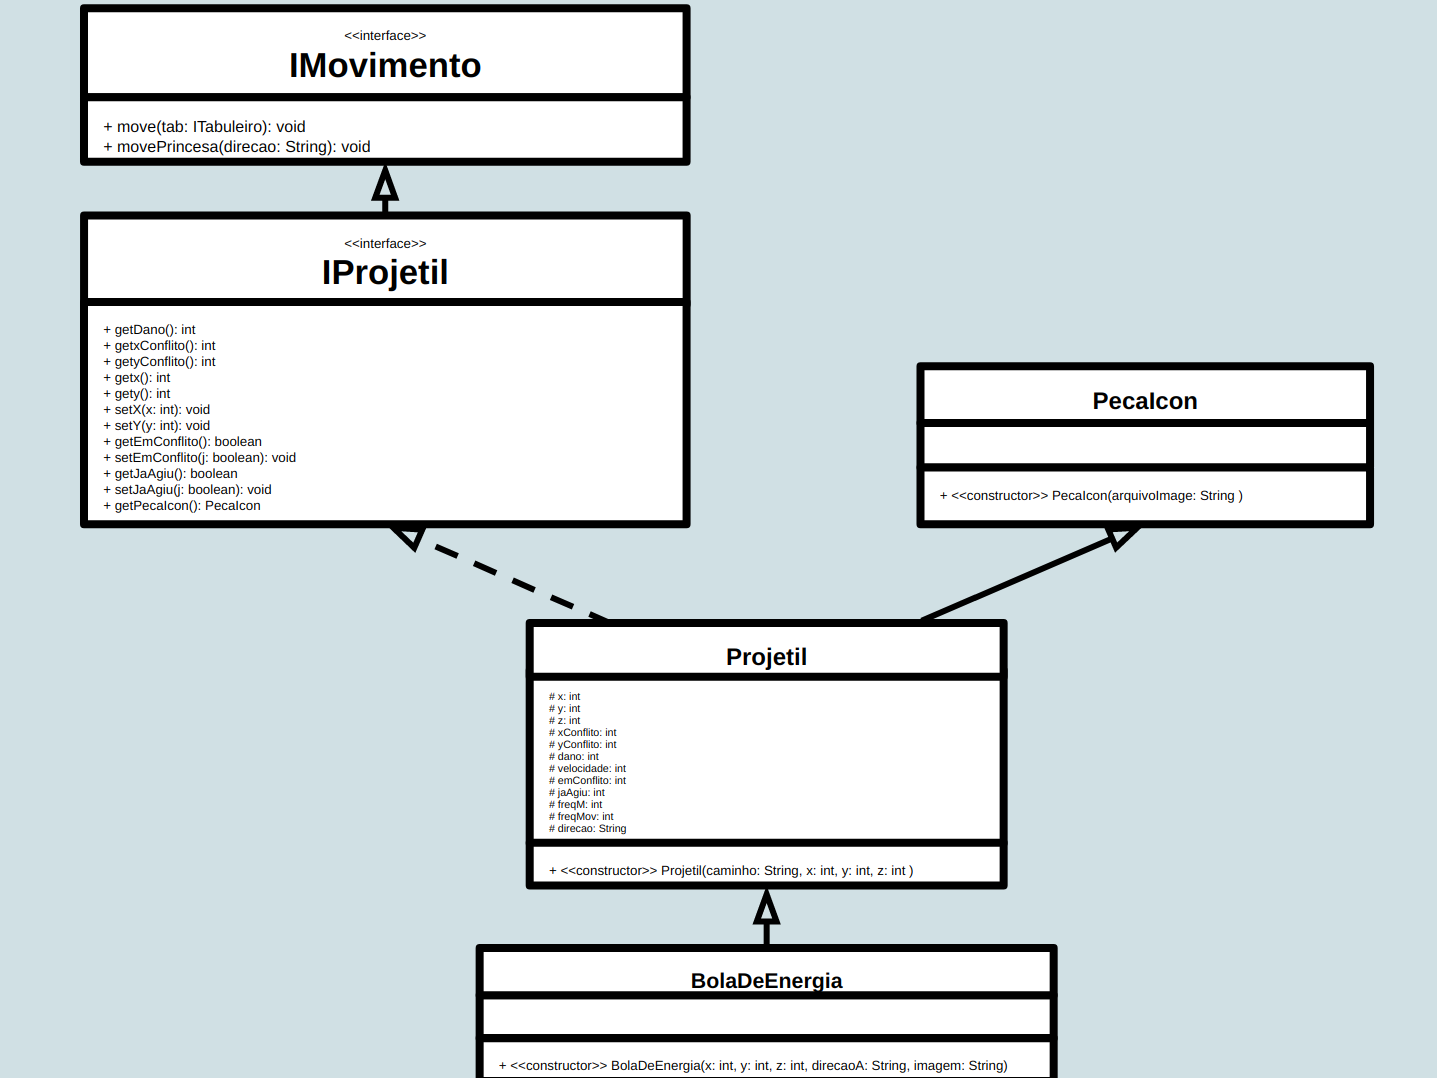 <<interface>>
IMovimento
+ move(tab: ITabuleiro): void
+ movePrincesa(direcao: String): void
<<interface>>
IProjetil
+ getDano(): int
+ getxConflito(): int
+ getyConflito(): int
+ getx(): int
+ gety(): int
+ setX(x: int): void
+ setY(y: int): void
+ getEmConflito(): boolean
+ setEmConflito(j: boolean): void
+ getJaAgiu(): boolean
+ setJaAgiu(j: boolean): void
+ getPecaIcon(): PecaIcon
PecaIcon
+ <<constructor>> PecaIcon(arquivoImage: String )
Projetil
# x: int
# y: int
# z: int
# xConflito: int
# yConflito: int
# dano: int
# velocidade: int
# emConflito: int
# jaAgiu: int
# freqM: int
# freqMov: int
# direcao: String
+ <<constructor>> Projetil(caminho: String, x: int, y: int, z: int )
BolaDeEnergia
+ <<constructor>> BolaDeEnergia(x: int, y: int, z: int, direcaoA: String, imagem: String)